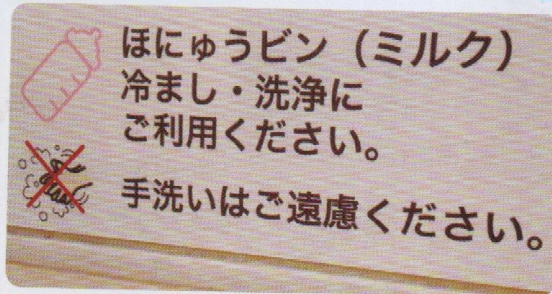 ほにゅうビン（ミルク）
冷まし・洗浄に
ご利用ください。
手洗いはご遠慮ください。